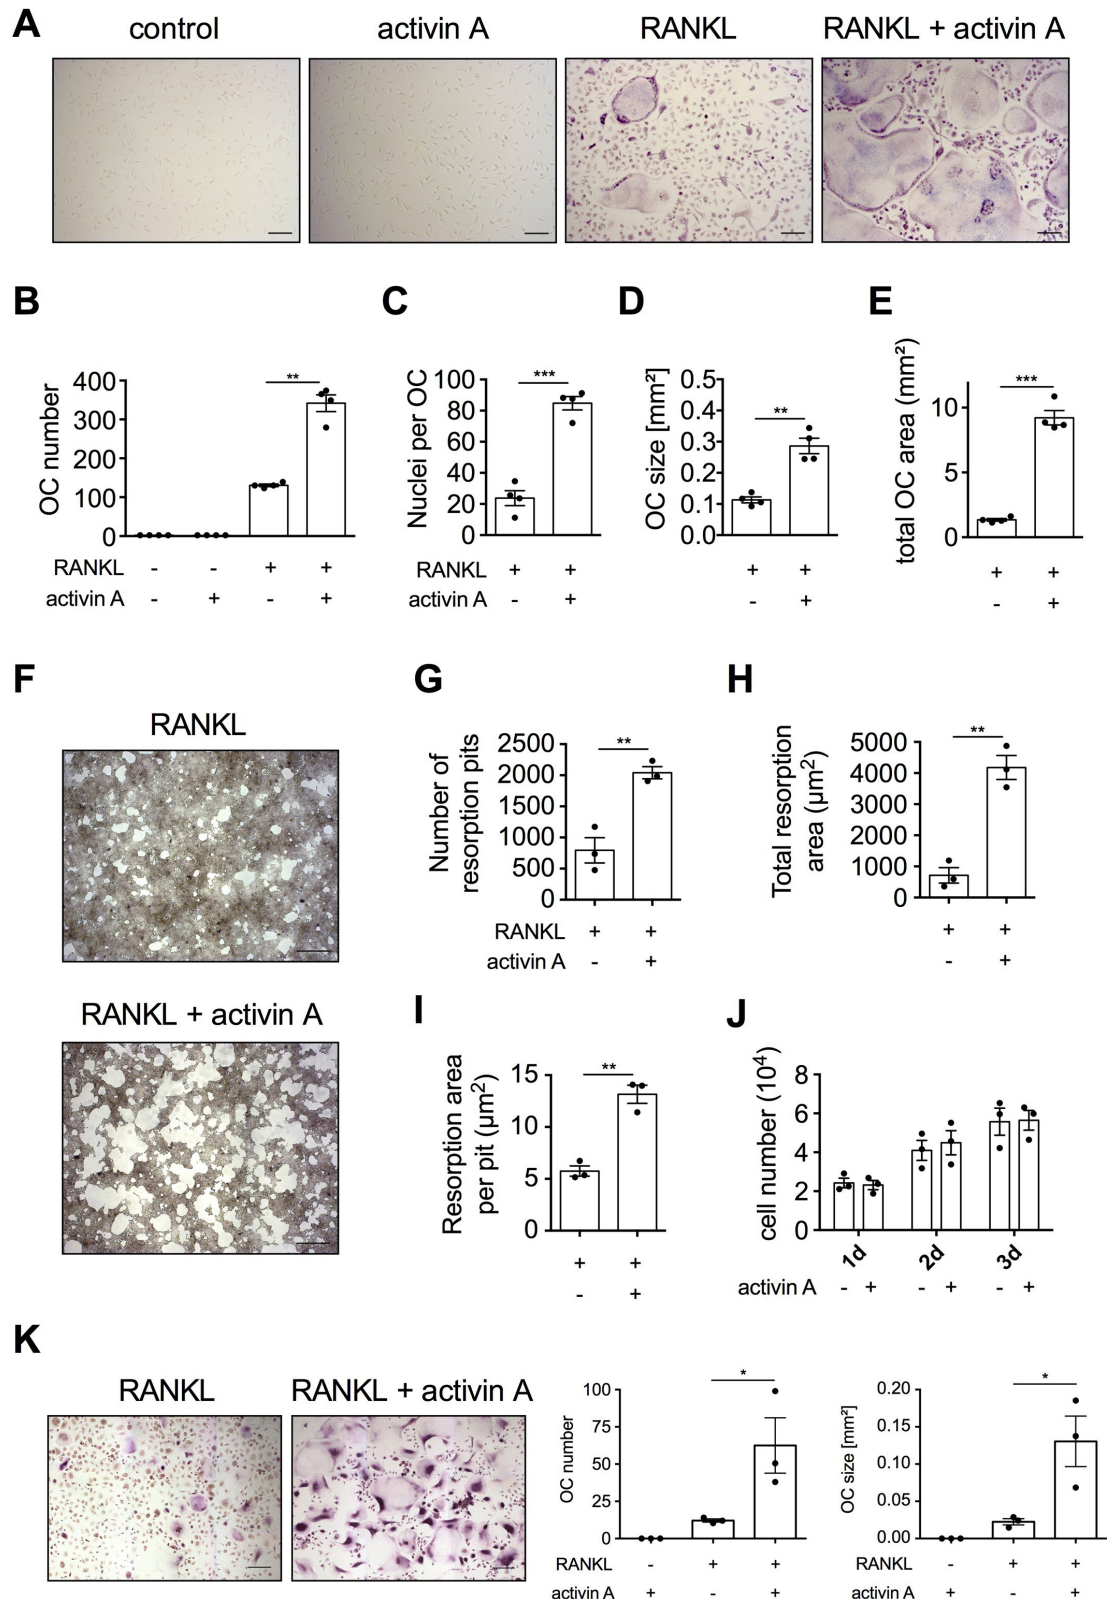 A
control activin A RANKL RANKL + activin A
B
OC number
400
300
200
100
0
**
RANKL - - + +
activin A - + - +
C
Nuclei per OC
100
80
60
40
20
0
***
RANKL + +
activin A - +
D
OC size [mm²]
0.5
0.4
0.3
0.2
0.1
0.0
**
+ +
- +
E
total OC area (mm²)
10
5
0
***
+ +
- +
F
RANKL
RANKL + activin A
G
Number of
resorption pits
2500
2000
1500
1000
500
0
**
RANKL + +
activin A - +
H
Total resorption
area (µm²)
5000
4000
3000
2000
1000
0
**
+ +
- +
I
Resorption area
per pit (µm²)
15
10
5
0
**
+ +
- +
J
cell number (10⁴)
8
6
4
2
0
1d 2d 3d
activin A - + - + - +
K
RANKL RANKL + activin A
OC number
100
75
50
25
0
*
RANKL - + +
activin A + - +
OC size [mm²]
0.20
0.15
0.10
0.05
0.00
*
RANKL - + +
activin A + - +